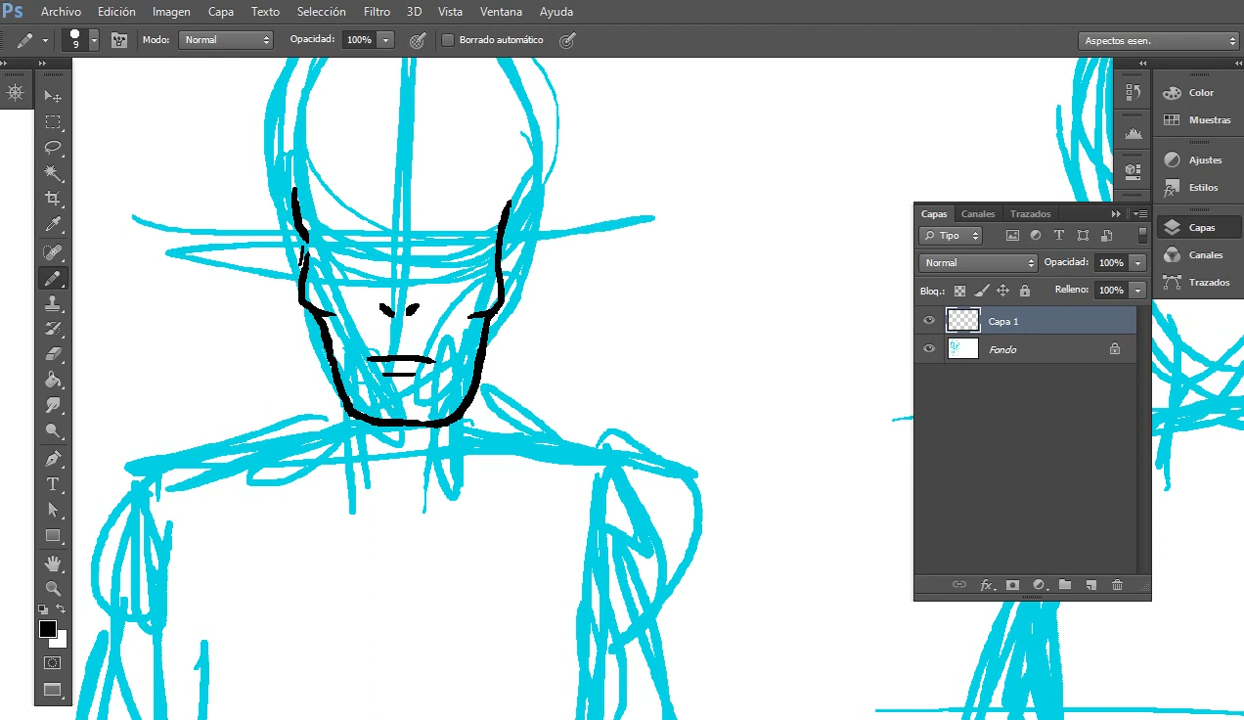 Ps Archivo Edición Imagen Capa Texto Selección Filtro 3D Vista Ventana Ayuda
9 Modo: Normal Opacidad: 100% Borrado automático Aspectos esen.
Color
Muestras
Ajustes
Estilos
Capas
Canales
Trazados
Capas Canales Trazados
Tipo
Normal Opacidad: 100%
Bloq.: Relleno: 100%
Capa 1
Fondo
fx
T